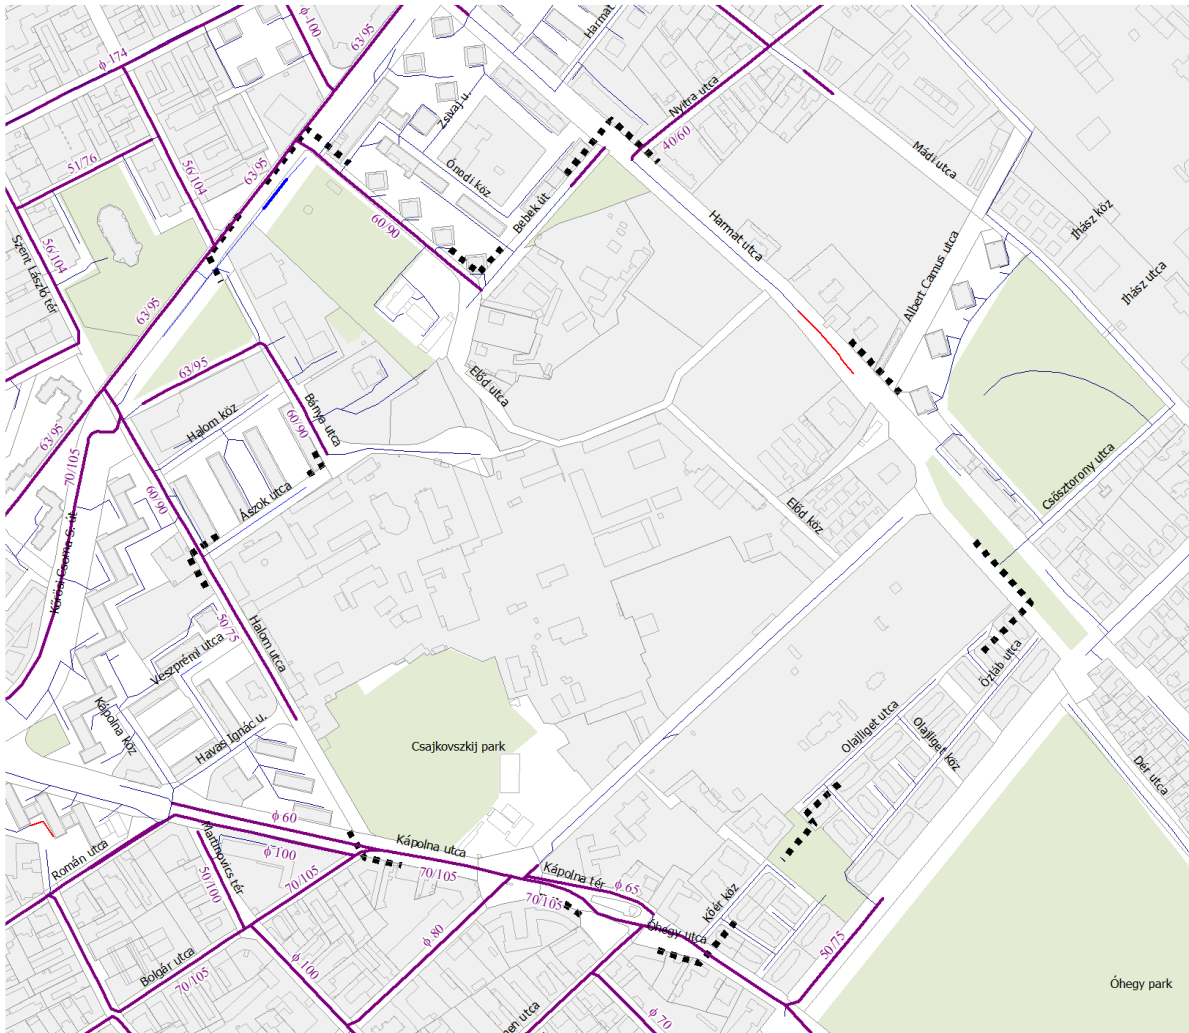 ϕ-174
ϕ-100
63/95
Harmat
Zsivaj u.
Nyitra utca
40/60
51/76
56/104
63/95
Ónodi köz
Mádi utca
Szent László tér
56/104
60/90
Bebek út
Harmat utca
Ihász köz
Albert Camus utca
Ihász utca
63/95
63/95
Előd utca
Bánya utca
60/90
Halom köz
63/95
70/105
60/90
Ászok utca
Előd köz
Csősztorony utca
Kőrösi Csoma S. út
50/75
Halom utca
Veszprémi utca
Őzláb utca
Kápolna köz
Havas Ignác u.
Csajkovszkij park
Olajliget utca
Olajliget köz
Dér utca
ϕ 60
Kápolna utca
ϕ 100
Román utca
Martinovics tér
50/100
70/105
70/105
Kápolna tér
ϕ 65
70/105
Kőér köz
Óhegy utca
ϕ 80
50/75
Bolgár utca
70/105
ϕ 100
Óhegy park
en utca
ϕ 70